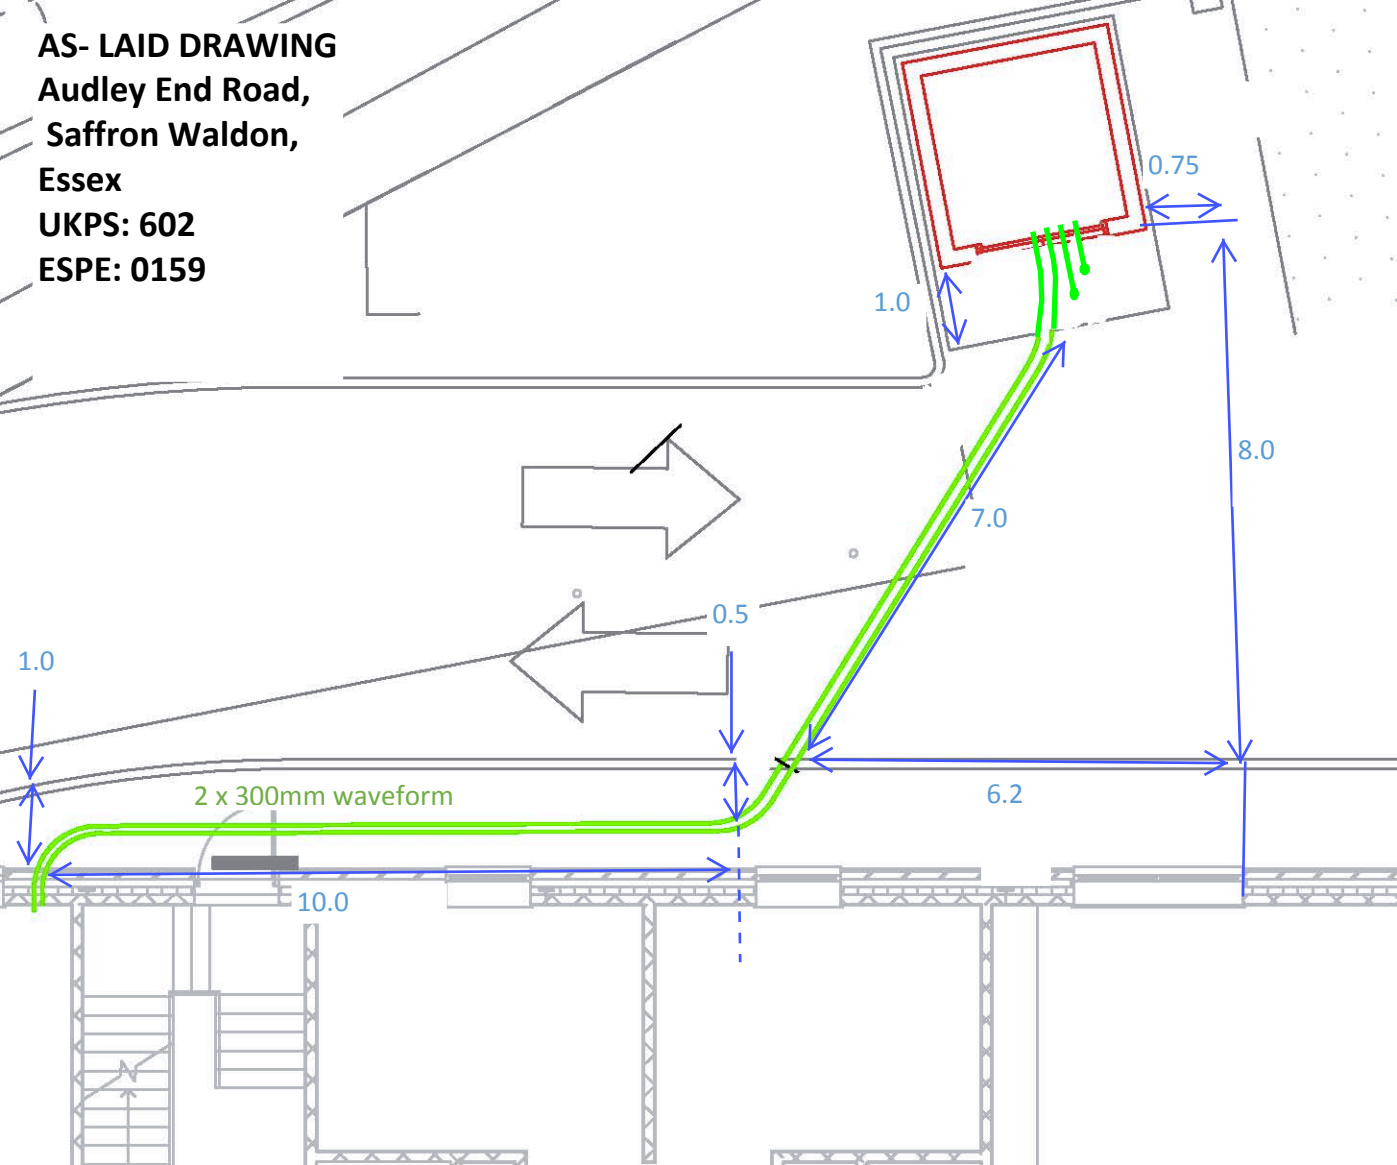 AS- LAID DRAWING
Audley End Road,
Saffron Waldon,
Essex
UKPS: 602
ESPE: 0159
0.75
1.0
8.0
7.0
0.5
1.0
6.2
2 x 300mm waveform
10.0
N